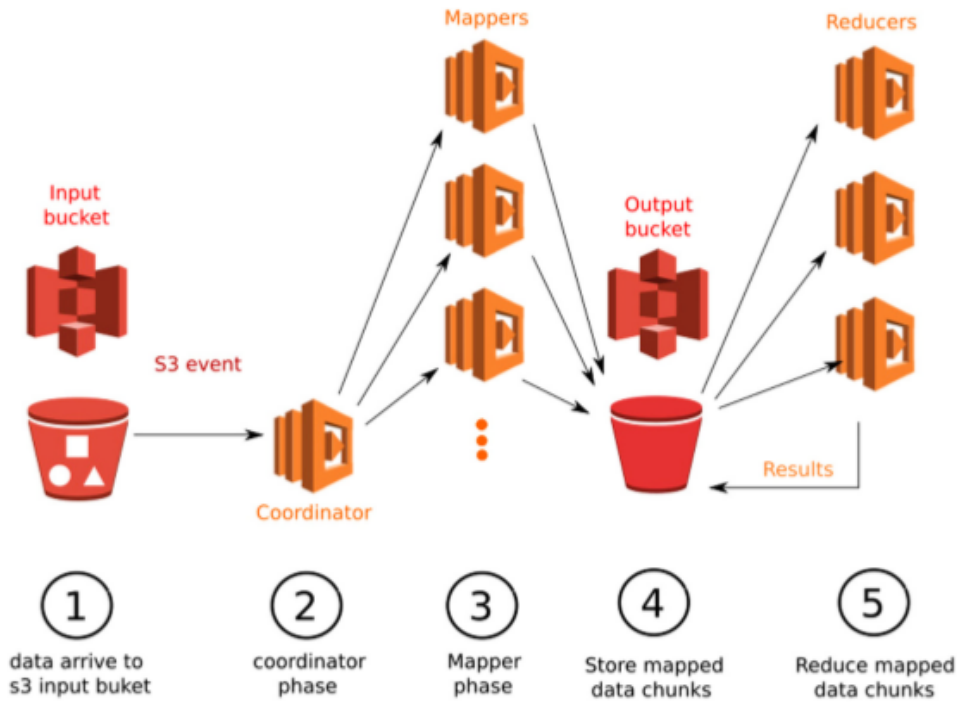 Mappers
Reducers
Input
bucket
Output
bucket
S3 event
Coordinator
Results
1
2
3
4
5
data arrive to
s3 input buket
coordinator
phase
Mapper
phase
Store mapped
data chunks
Reduce mapped
data chunks